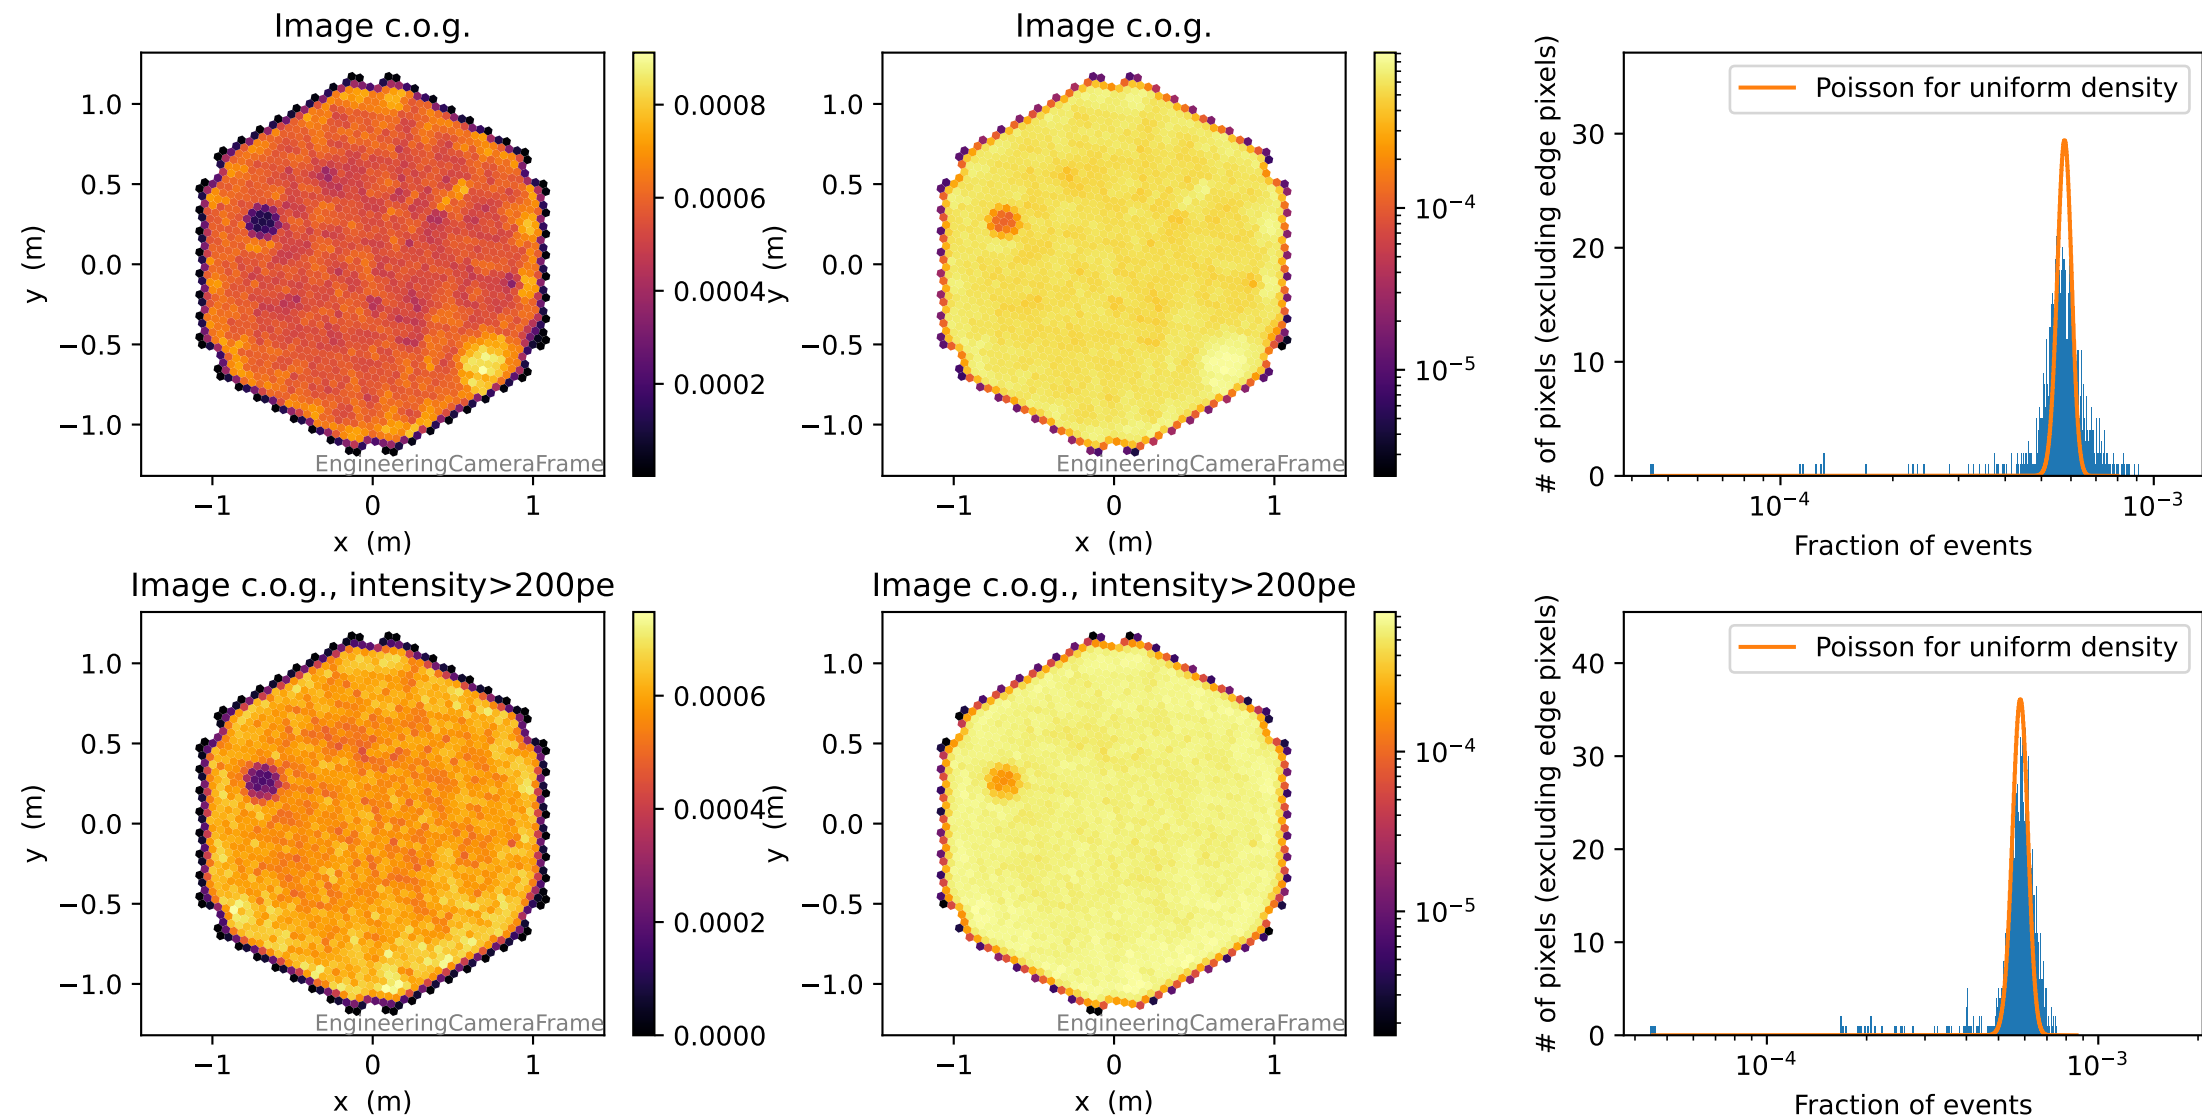 Image c.o.g.
1.0
0.5
0.0
−0.5
−1.0
y (m)
−1 0 1
x (m)
EngineeringCameraFrame
0.0008
0.0006
0.0004
0.0002
Image c.o.g.
1.0
0.5
0.0
−0.5
−1.0
y (m)
−1 0 1
x (m)
EngineeringCameraFrame
10−4
10−5
# of pixels (excluding edge pixels)
30
20
10
0
Poisson for uniform density
10−4 10−3
Fraction of events
Image c.o.g., intensity>200pe
1.0
0.5
0.0
−0.5
−1.0
y (m)
−1 0 1
x (m)
EngineeringCameraFrame
0.0006
0.0004
0.0002
0.0000
Image c.o.g., intensity>200pe
1.0
0.5
0.0
−0.5
−1.0
y (m)
−1 0 1
x (m)
EngineeringCameraFrame
10−4
10−5
# of pixels (excluding edge pixels)
40
30
20
10
0
Poisson for uniform density
10−4 10−3
Fraction of events